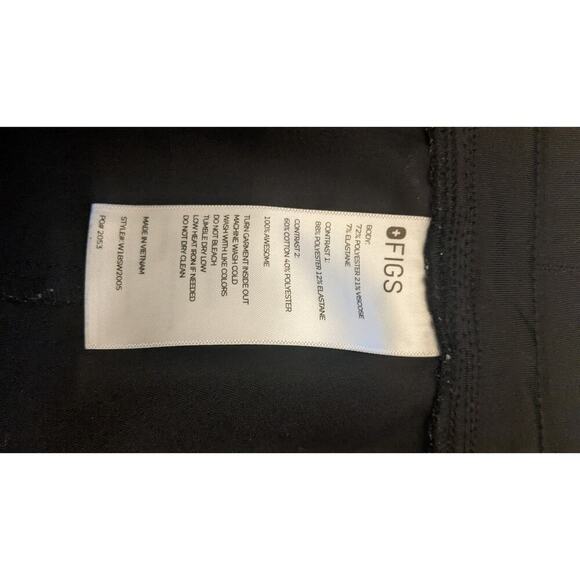 FIGS
BODY:
72% POLYESTER 21% VISCOSE
7% ELASTANE
CONTRAST 1:
88% POLYESTER 12% ELASTANE
CONTRAST 2:
60% COTTON 40% POLYESTER
100% AWESOME
TURN GARMENT INSIDE OUT
MACHINE WASH COLD
WASH WITH LIKE COLORS
DO NOT BLEACH
TUMBLE DRY LOW
LOW HEAT IRON IF NEEDED
DO NOT DRY CLEAN
MADE IN VIETNAM
STYLE# W18SW2005
PO# 2053